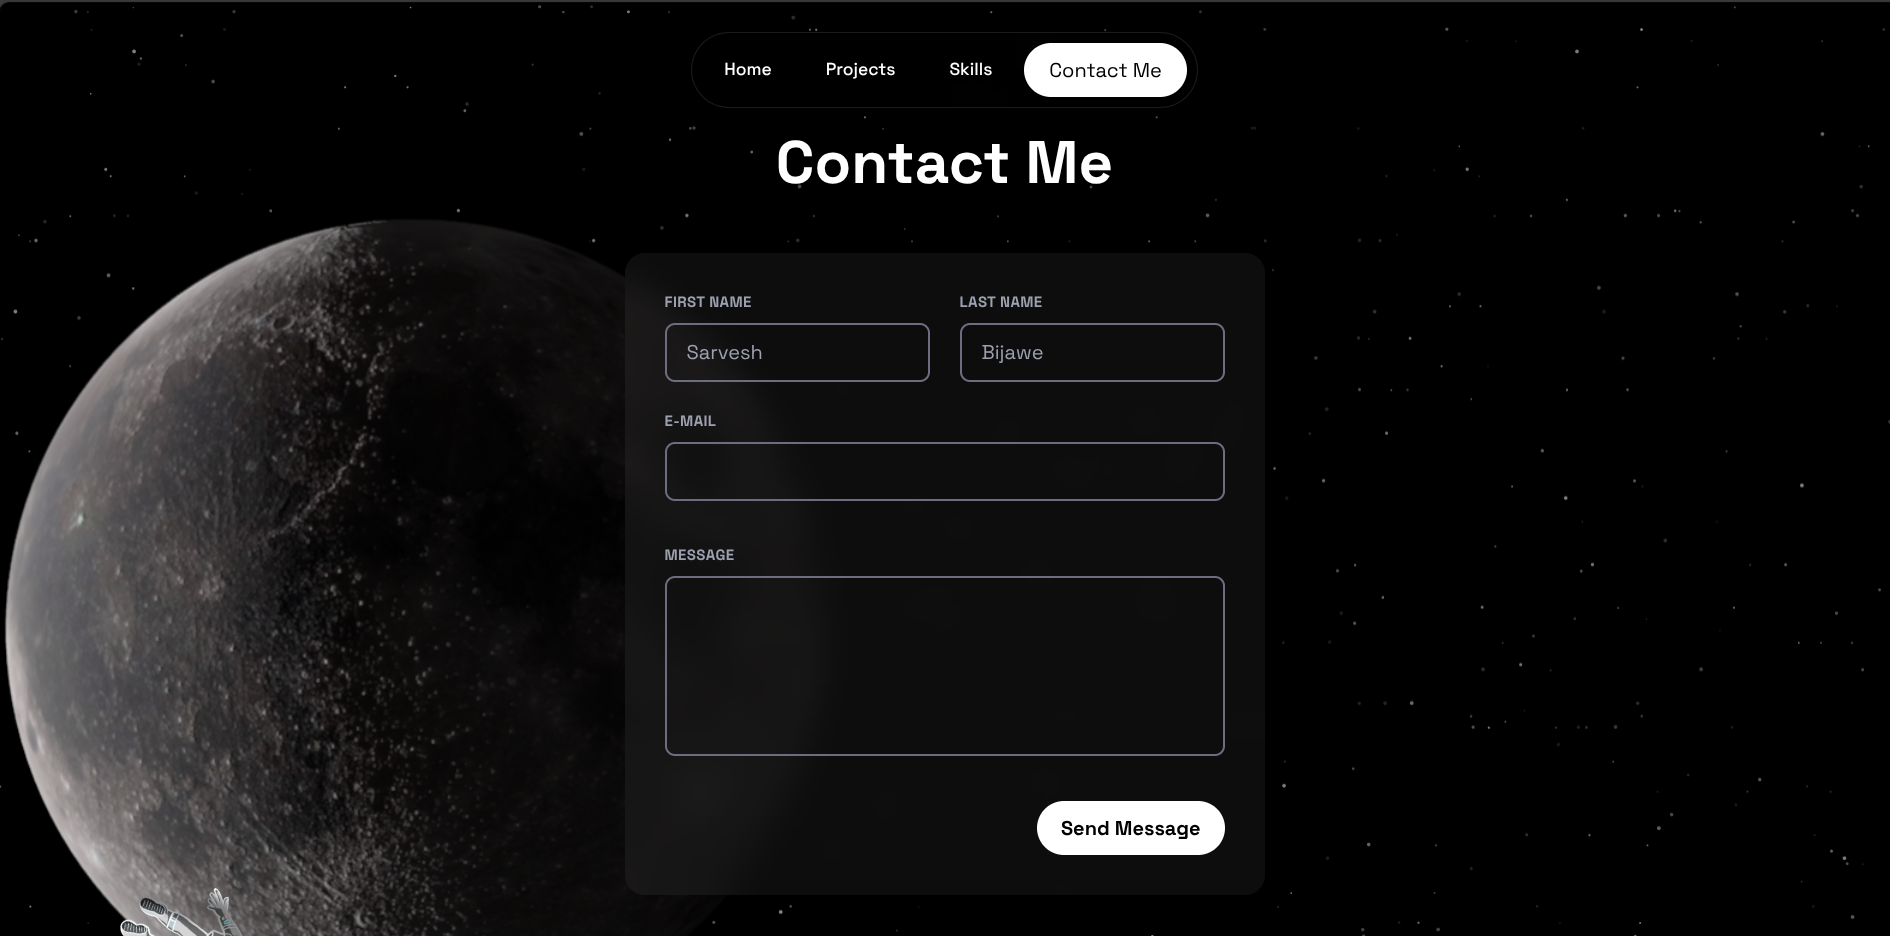 Home Projects Skills Contact Me
Contact Me
FIRST NAME LAST NAME
Sarvesh Bijawe
E-MAIL
MESSAGE
Send Message